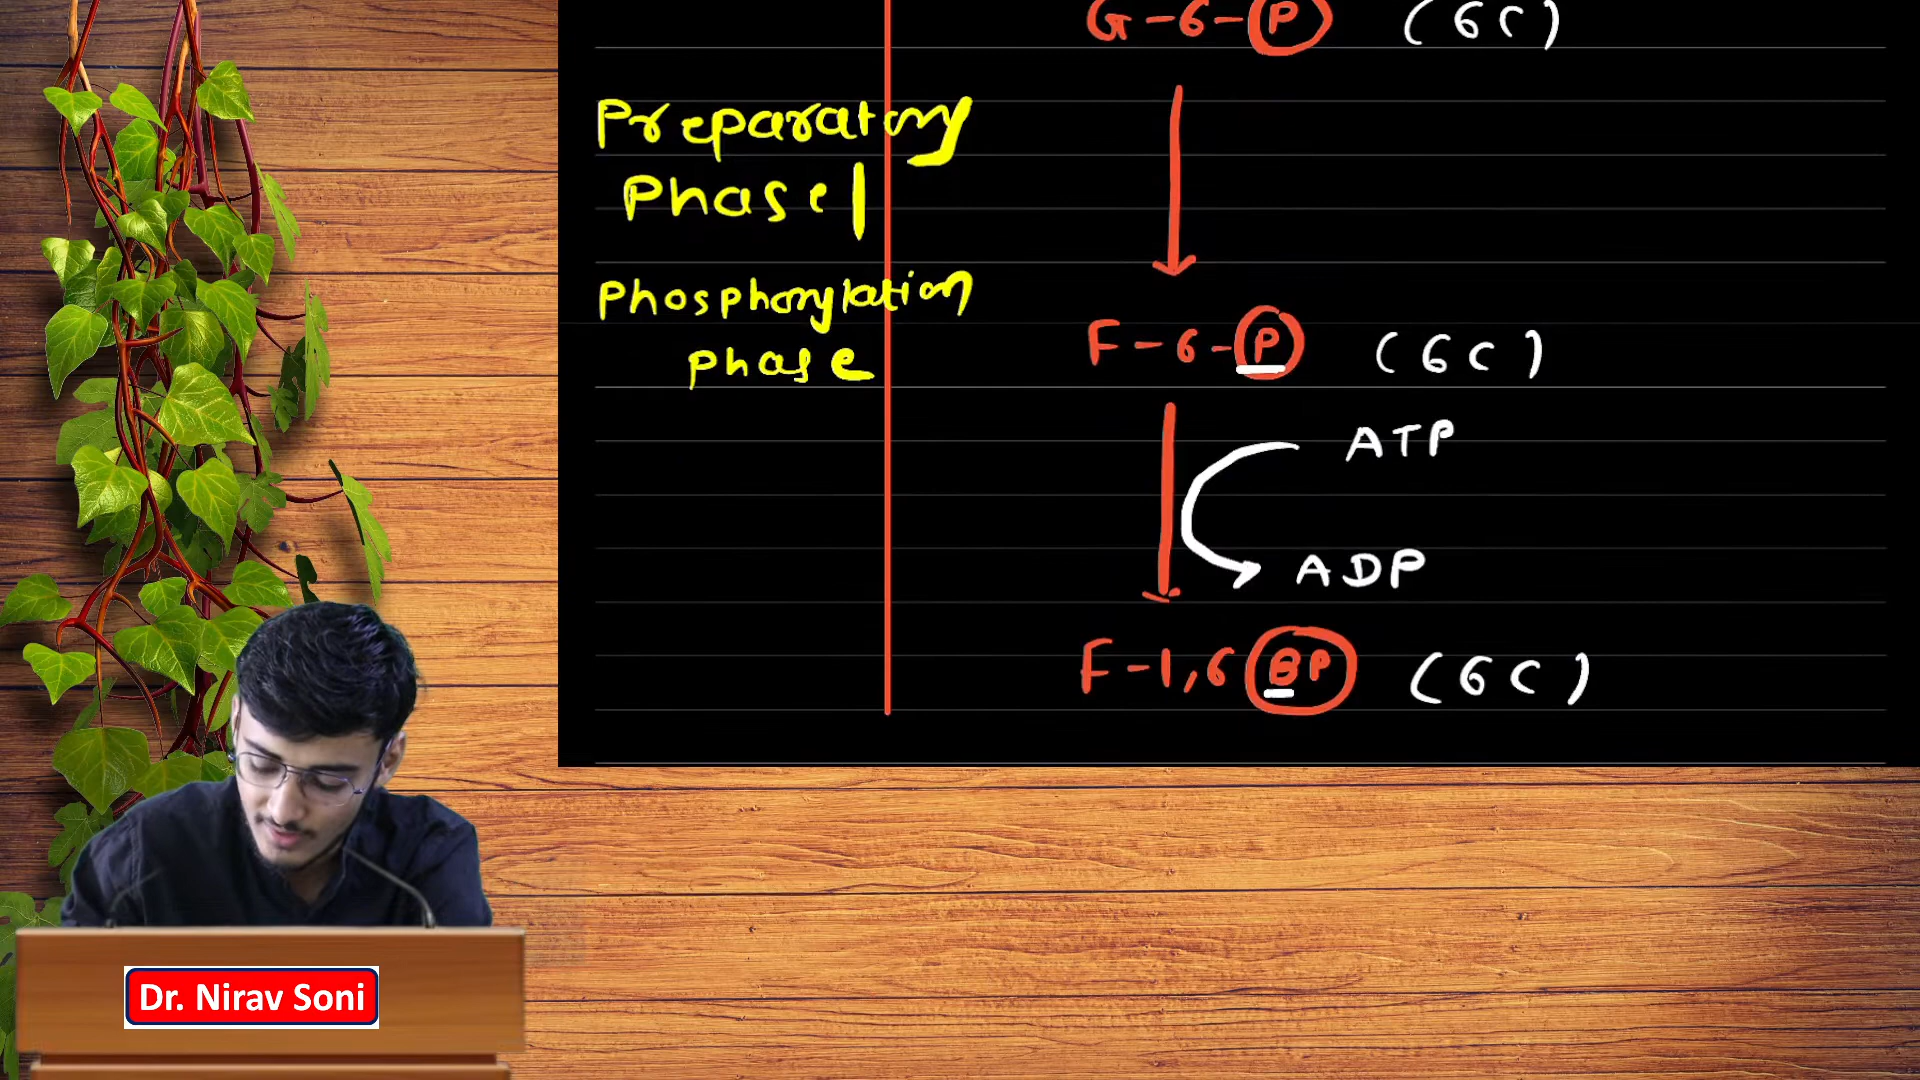 G-6-P (6C)
Preparatory
Phase |
Phosphorylation
Phase
F-6-P (6C)
ATP
ADP
F-1,6 BP (6C)
Dr. Nirav Soni